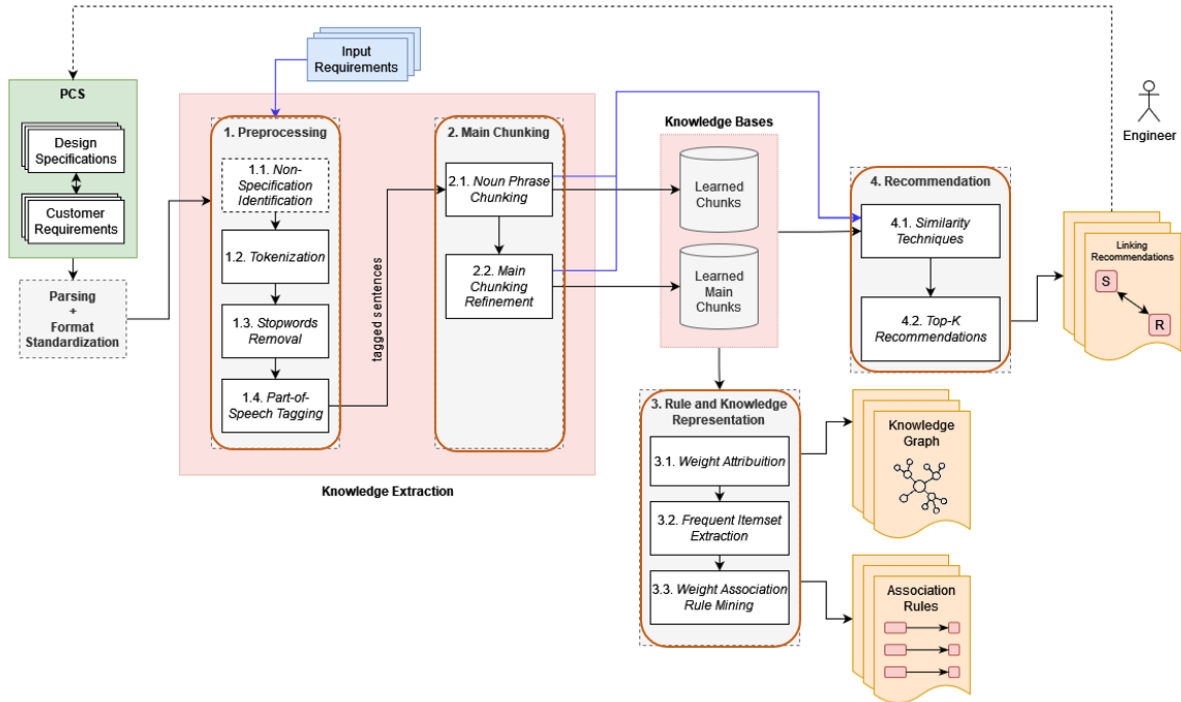 Input
Requirements
PCS
Design
Specifications
Customer
Requirements
Parsing
+
Format
Standardization
1. Preprocessing
1.1. Non-
Specification
Identification
1.2. Tokenization
1.3. Stopwords
Removal
1.4. Part-of-
Speech Tagging
tagged sentences
2. Main Chunking
2.1. Noun Phrase
Chunking
2.2. Main
Chunking
Refinement
Knowledge Extraction
Knowledge Bases
Learned
Chunks
Learned
Main
Chunks
3. Rule and Knowledge
Representation
3.1. Weight Attribuition
3.2. Frequent Itemset
Extraction
3.3. Weight Association
Rule Mining
4. Recommendation
4.1. Similarity
Techniques
4.2. Top-K
Recommendations
Engineer
Linking
Recommendations
S
R
Knowledge
Graph
Association
Rules